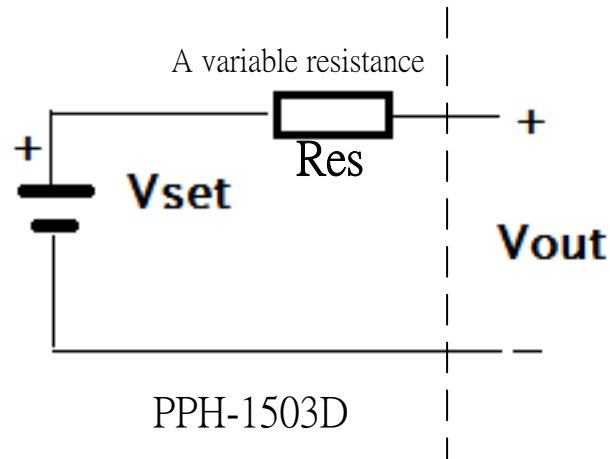 A variable resistance
+
+
Res
Vset
Vout
—
PPH-1503D